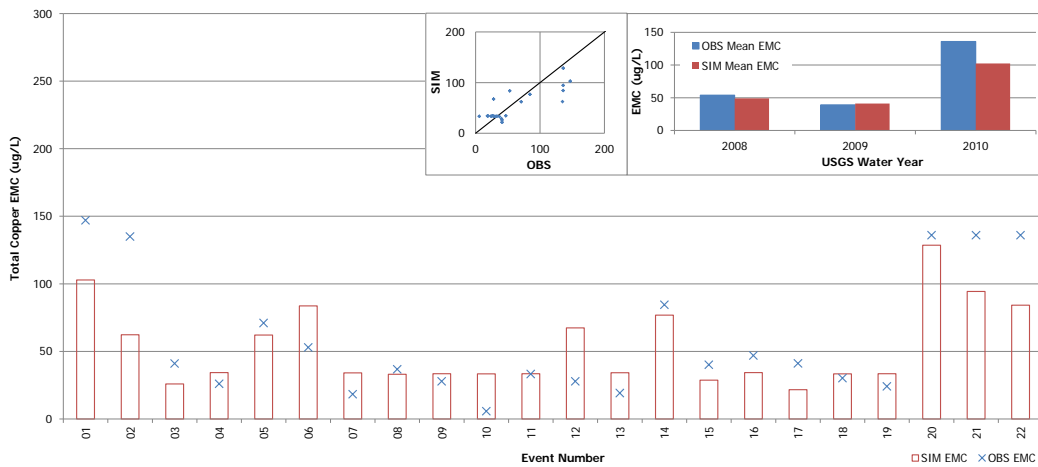 300
250
200
150
100
50
0
Total Copper EMC (ug/L)
01 02 03 04 05 06 07 08 09 10 11 12 13 14 15 16 17 18 19 20 21 22
Event Number
SIM EMC OBS EMC
200
100
0
SIM
0 100 200
OBS
150
100
50
0
EMC (ug/L)
OBS Mean EMC
SIM Mean EMC
2008 2009 2010
USGS Water Year